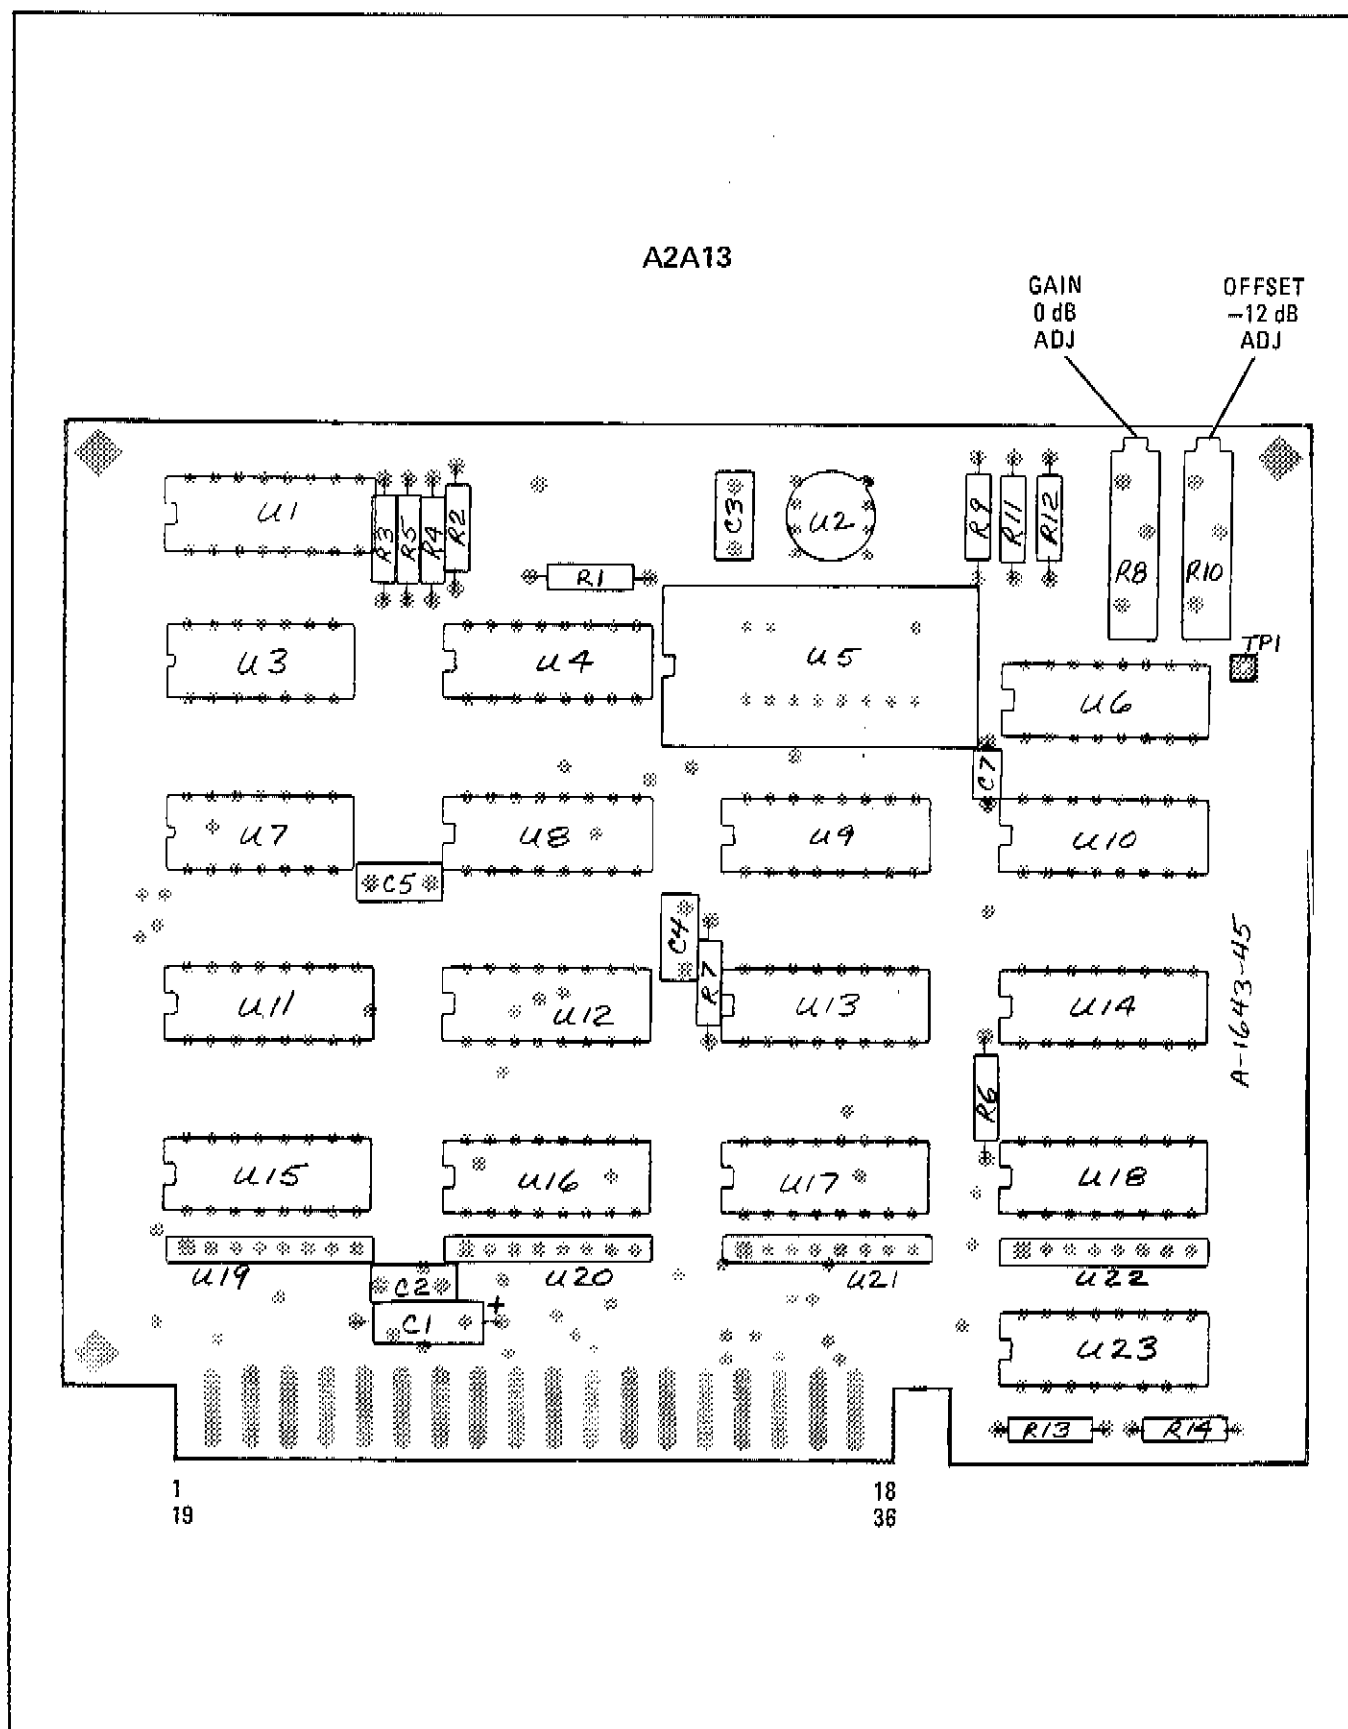 A2A13
GAIN
0 dB
ADJ
OFFSET
—12 dB
ADJ
U1
R3
R5
R4
R2
C3
U2
R9
R11
R12
R8
R10
R1
TP1
U3
U4
U5
U6
C7
U7
U8
U9
U10
C5
C4
R7
U11
U12
U13
U14
A-1643-45
R6
U15
U16
U17
U18
U19
U20
U21
U22
C2
+
C1
U23
R13
R14
1
19
18
36